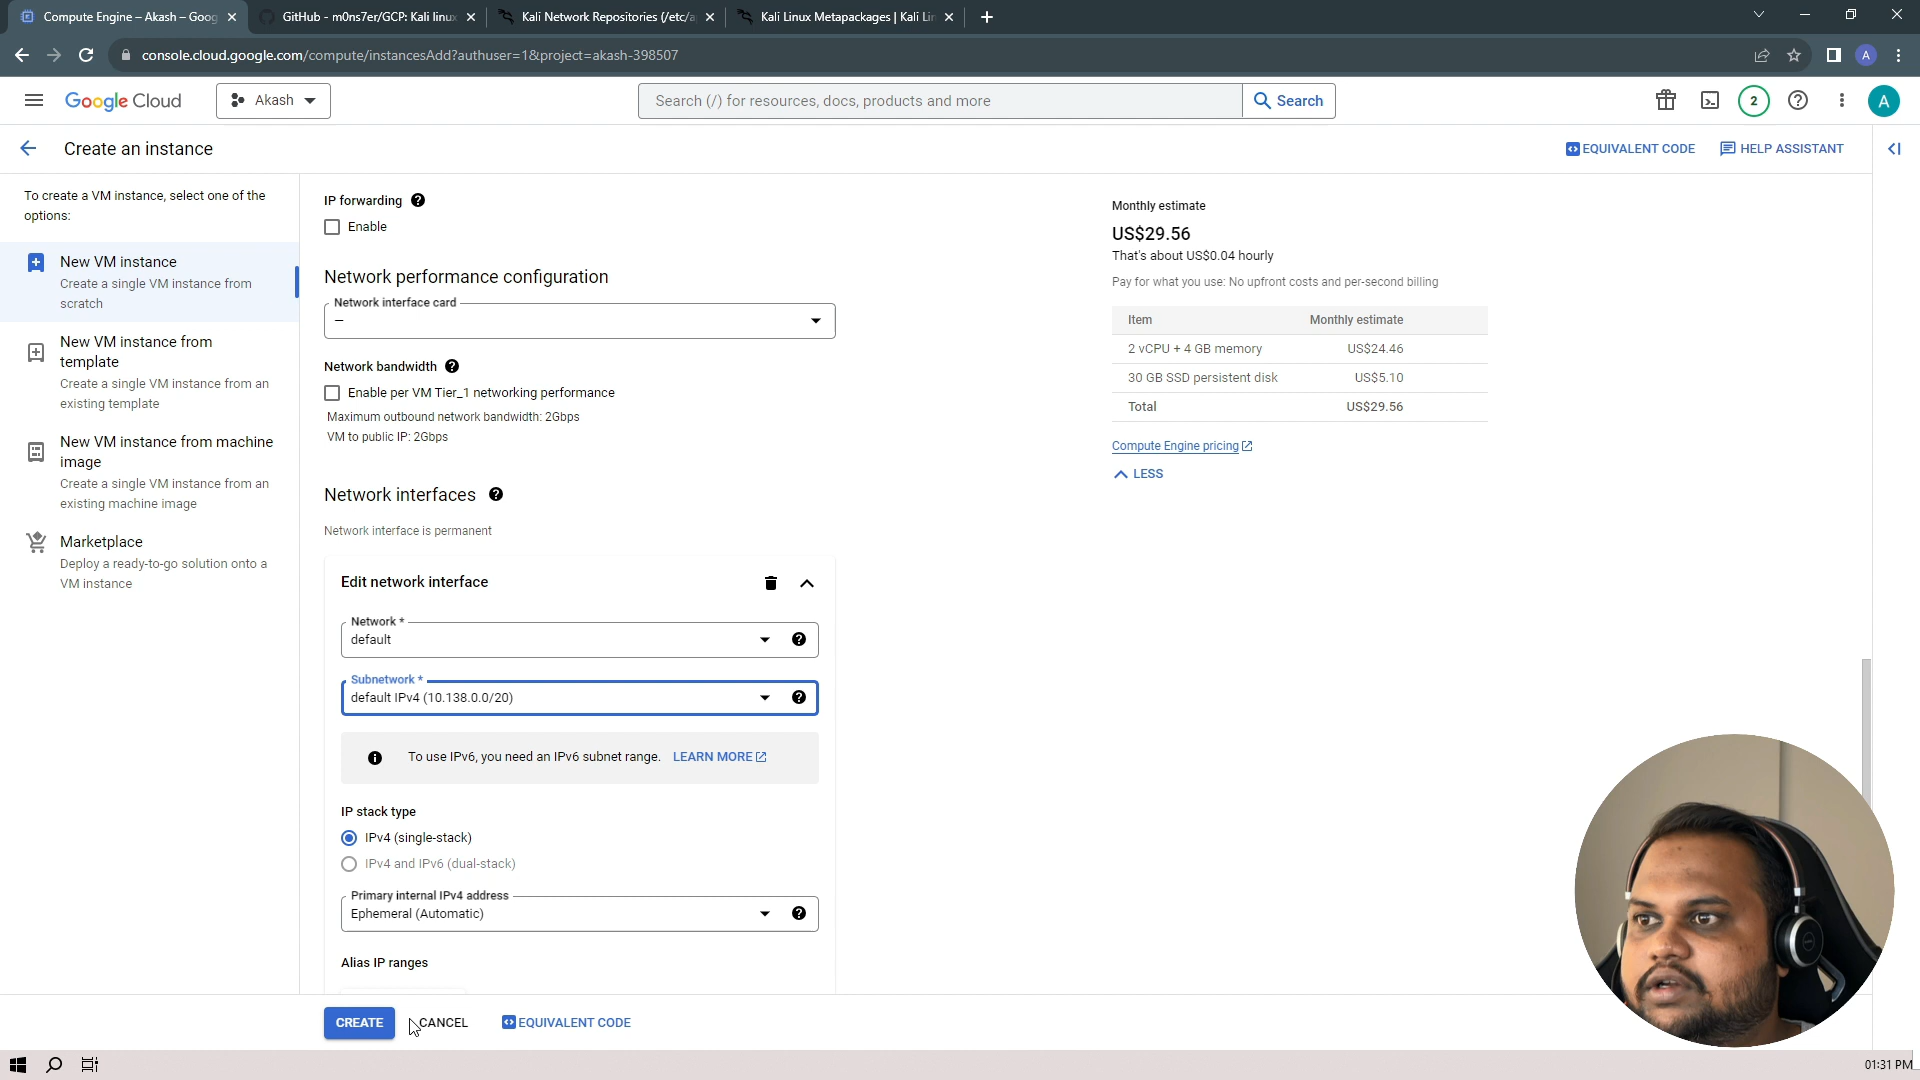 Compute Engine – Akash – Goog
GitHub - m0ns7er/GCP: Kali linux
Kali Network Repositories (/etc/a
Kali Linux Metapackages | Kali Lin
console.cloud.google.com/compute/instancesAdd?authuser=1&project=akash-398507
A
Google Cloud
Akash
Search (/) for resources, docs, products and more
Search
2
A
Create an instance
EQUIVALENT CODE
HELP ASSISTANT
To create a VM instance, select one of the
options:
New VM instance
Create a single VM instance from
scratch
New VM instance from
template
Create a single VM instance from an
existing template
New VM instance from machine
image
Create a single VM instance from an
existing machine image
Marketplace
Deploy a ready-to-go solution onto a
VM instance
IP forwarding
Enable
Network performance configuration
Network interface card
–
Network bandwidth
Enable per VM Tier_1 networking performance
Maximum outbound network bandwidth: 2Gbps
VM to public IP: 2Gbps
Network interfaces
Network interface is permanent
Edit network interface
Network *
default
Subnetwork *
default IPv4 (10.138.0.0/20)
To use IPv6, you need an IPv6 subnet range. LEARN MORE
IP stack type
IPv4 (single-stack)
IPv4 and IPv6 (dual-stack)
Primary internal IPv4 address
Ephemeral (Automatic)
Alias IP ranges
CREATE
CANCEL
EQUIVALENT CODE
Monthly estimate
US$29.56
That's about US$0.04 hourly
Pay for what you use: No upfront costs and per-second billing
Item Monthly estimate
2 vCPU + 4 GB memory US$24.46
30 GB SSD persistent disk US$5.10
Total US$29.56
Compute Engine pricing
LESS
01:31 PM